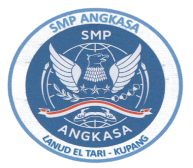 SMP ANGKASA
SMP
ANGKASA
LANUD EL TARI - KUPANG